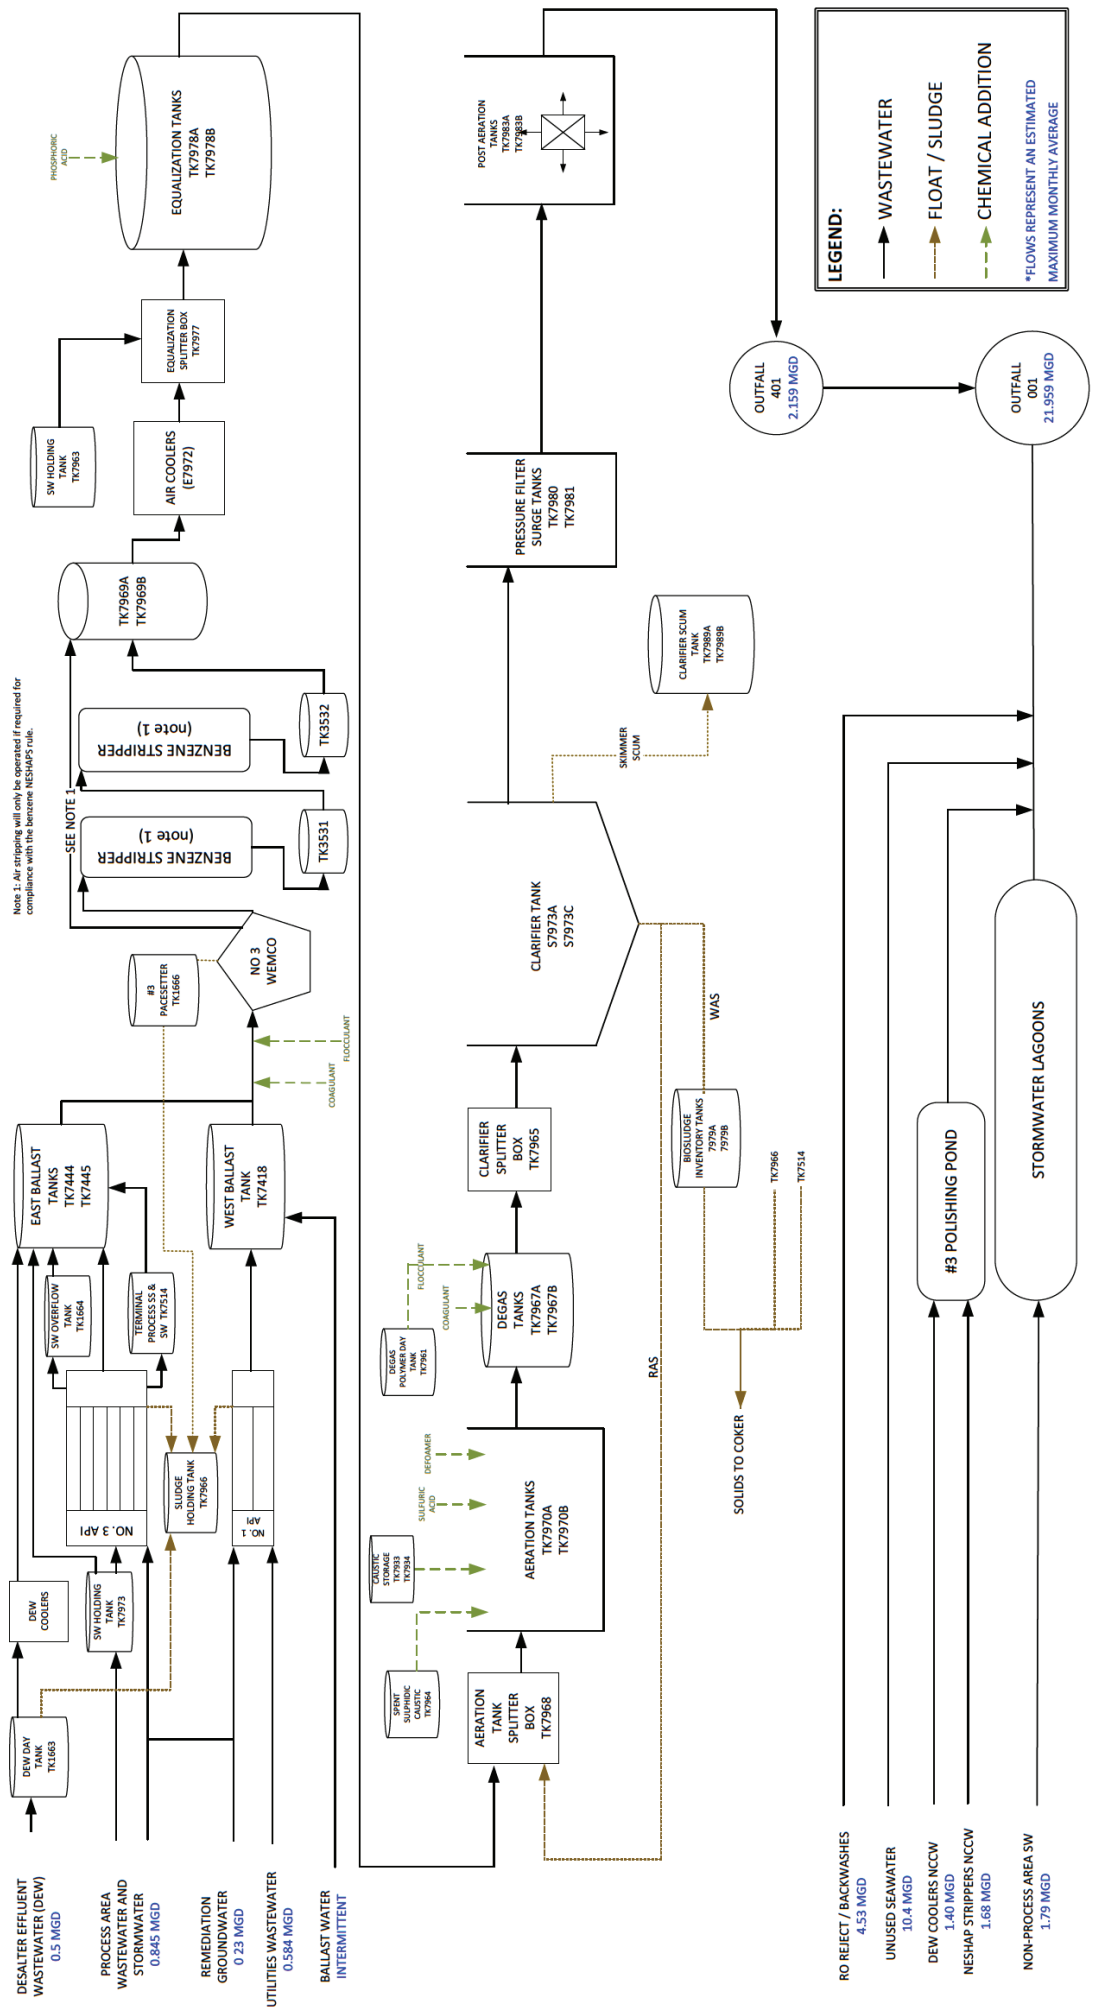 Note 1: Air stripping will only be operated if required for
compliance with the benzene NESHAPS rule.
DESALTER EFFLUENT
WASTEWATER (DEW)
0.5 MGD
PROCESS AREA
WASTEWATER AND
STORMWATER
0.845 MGD
REMEDIATION
GROUNDWATER
0 23 MGD
UTILITIES WASTEWATER
0.584 MGD
BALLAST WATER
INTERMITTENT
DEW DAY
TANK
TK1663
DEW
COOLERS
SW HOLDING
TANK
TK7973
NO. 3 API
NO. 1
API
SLUDGE
HOLDING TANK
TK7966
SW OVERFLOW
TANK
TK1664
TERMINAL
PROCESS SS &
SW TK7514
EAST BALLAST
TANKS
TK7444
TK7445
WEST BALLAST
TANK
TK7418
COAGULANT
FLOCCULANT
#3
PACESETTER
TK1666
NO 3
WEMCO
SEE NOTE 1
BENZENE STRIPPER
(note 1)
TK3531
BENZENE STRIPPER
(note 1)
TK3532
TK7969A
TK7969B
AIR COOLERS
(E7972)
SW HOLDING
TANK
TK7963
EQUALIZATION
SPLITTER BOX
TK7977
PHOSPHORIC
ACID
EQUALIZATION TANKS
TK7978A
TK7978B
AERATION
TANK
SPLITTER
BOX
TK7968
SPENT
SULPHIDIC
CAUSTIC
TK7964
CAUSTIC
STORAGE
TK7933
TK7934
SULFURIC
ACID
DEFOAMER
AERATION TANKS
TK7970A
TK7970B
DEGAS
POLYMER DAY
TANK
TK7961
COAGULANT
FLOCCULANT
DEGAS
TANKS
TK7967A
TK7967B
CLARIFIER
SPLITTER
BOX
TK7965
CLARIFIER TANK
S7973A
S7973C
SKIMMER
SCUM
CLARIFIER SCUM
TANK
TK7989A
TK7989B
PRESSURE FILTER
SURGE TANKS
TK7980
TK7981
POST AERATION
TANKS
TK7983A
TK7983B
RAS
WAS
BIOSLUDGE
INVENTORY TANKS
7979A
7979B
TK7966
TK7514
SOLIDS TO COKER
OUTFALL
401
2.159 MGD
OUTFALL
001
21.959 MGD
RO REJECT / BACKWASHES
4.53 MGD
UNUSED SEAWATER
10.4 MGD
DEW COOLERS NCCW
1.40 MGD
NESHAP STRIPPERS NCCW
1.68 MGD
NON-PROCESS AREA SW
1.79 MGD
#3 POLISHING POND
STORMWATER LAGOONS
LEGEND:
WASTEWATER
FLOAT / SLUDGE
CHEMICAL ADDITION
*FLOWS REPRESENT AN ESTIMATED
MAXIMUM MONTHLY AVERAGE